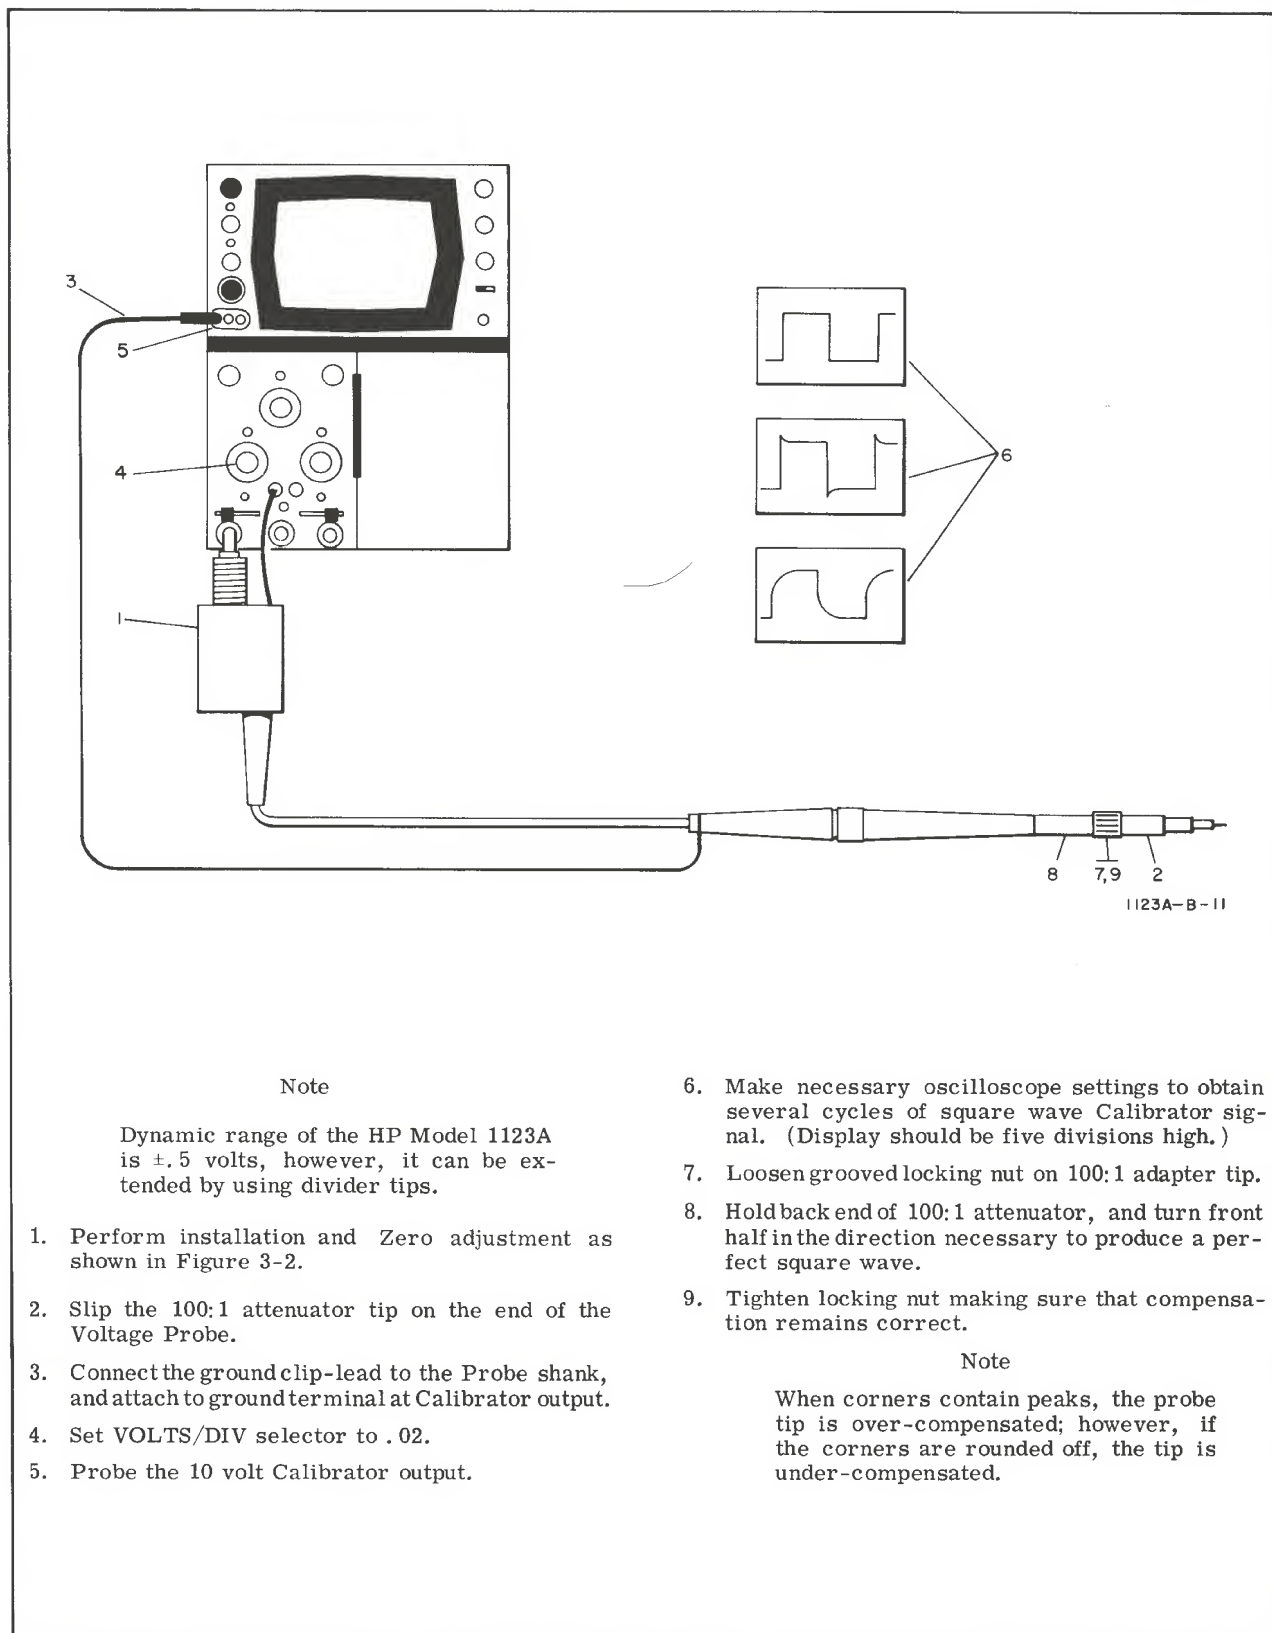 3
5
4
1
6
8
7,9
2
1123A-B-11
Note
Dynamic range of the HP Model 1123A
is ±.5 volts, however, it can be ex-
tended by using divider tips.
1. Perform installation and Zero adjustment as
shown in Figure 3-2.
2. Slip the 100:1 attenuator tip on the end of the
Voltage Probe.
3. Connect the ground clip-lead to the Probe shank,
and attach to ground terminal at Calibrator output.
4. Set VOLTS/DIV selector to .02.
5. Probe the 10 volt Calibrator output.
6. Make necessary oscilloscope settings to obtain
several cycles of square wave Calibrator sig-
nal. (Display should be five divisions high.)
7. Loosen grooved locking nut on 100:1 adapter tip.
8. Hold back end of 100:1 attenuator, and turn front
half in the direction necessary to produce a per-
fect square wave.
9. Tighten locking nut making sure that compensa-
tion remains correct.
Note
When corners contain peaks, the probe
tip is over-compensated; however, if
the corners are rounded off, the tip is
under-compensated.